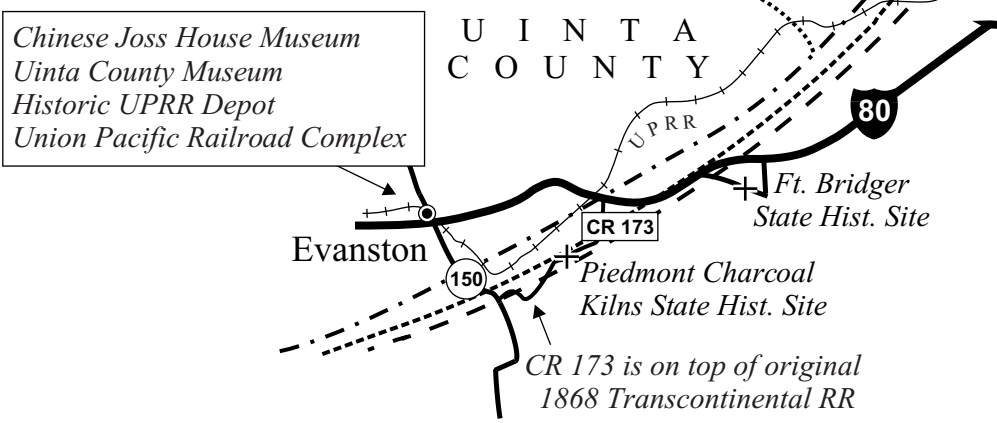 Chinese Joss House Museum
Uinta County Museum
Historic UPRR Depot
Union Pacific Railroad Complex
UINTA
COUNTY
UPRR
80
Ft. Bridger
State Hist. Site
CR 173
Evanston
150
Piedmont Charcoal
Kilns State Hist. Site
CR 173 is on top of original
1868 Transcontinental RR